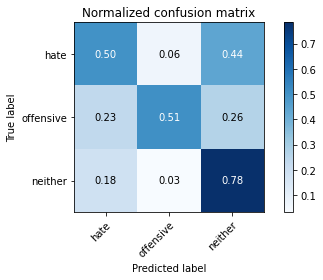 Normalized confusion matrix
True label
hate
offensive
neither
0.50 0.06 0.44
0.23 0.51 0.26
0.18 0.03 0.78
hate
offensive
neither
Predicted label
0.7
0.6
0.5
0.4
0.3
0.2
0.1